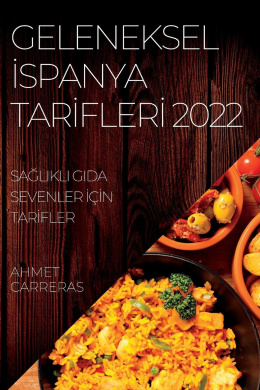 GELENEKSEL
İSPANYA
TARİFLERİ 2022
SAĞLIKLI GIDA
SEVENLER İÇİN
TARİFLER
AHMET
CARRERAS